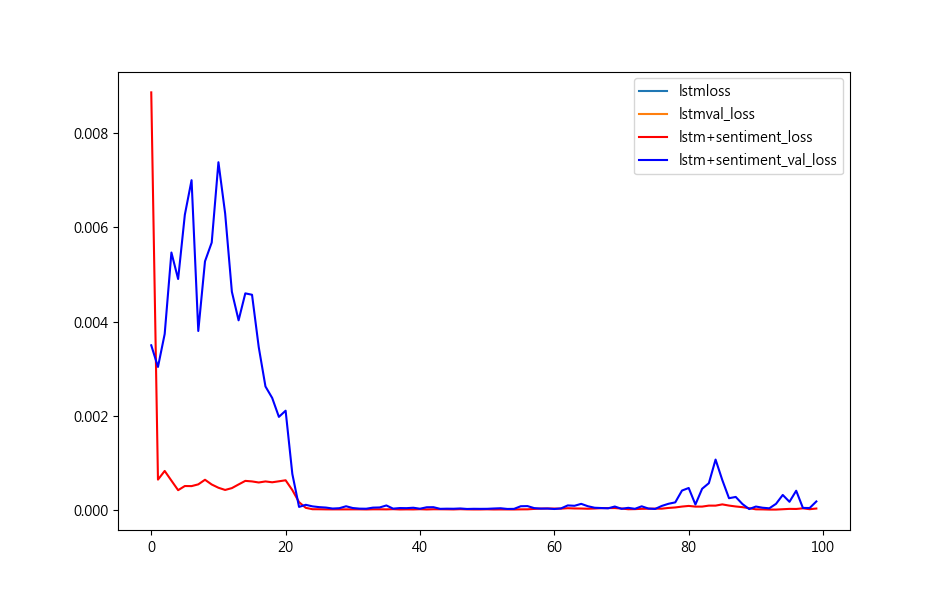 lstmloss
lstmval_loss
lstm+sentiment_loss
lstm+sentiment_val_loss
0.008
0.006
0.004
0.002
0.000
0 20 40 60 80 100